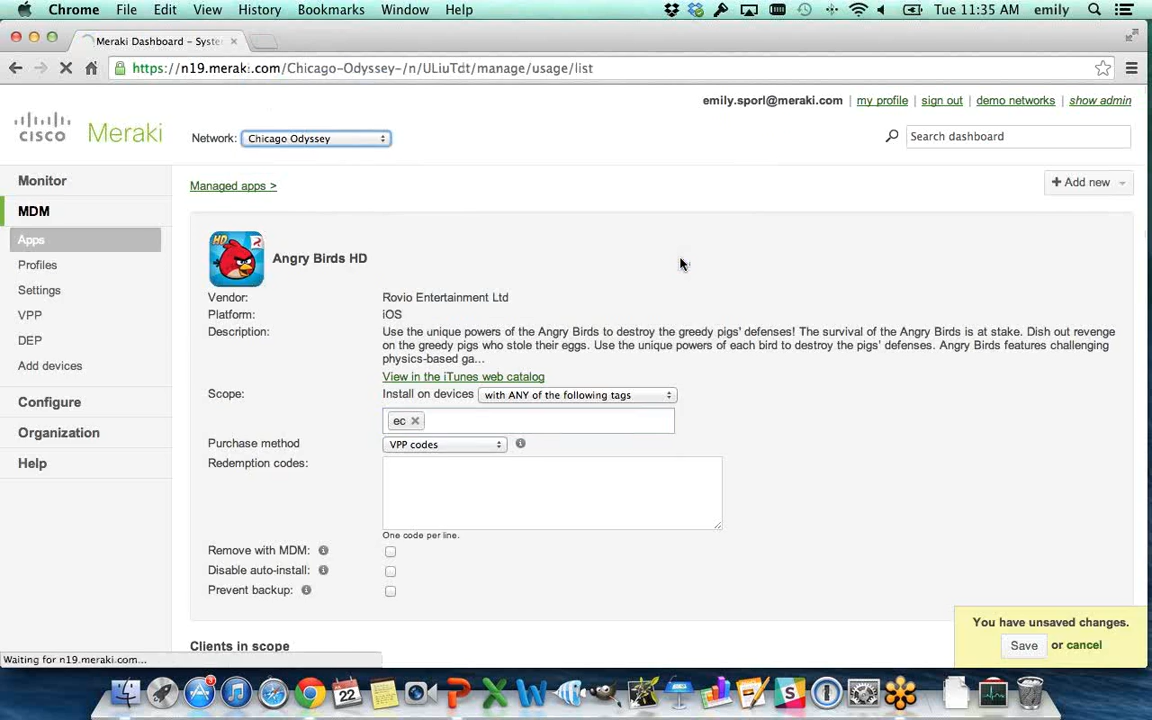 Chrome File Edit View History Bookmarks Window Help Tue 11:35 AM emily
Meraki Dashboard - Syste
https://n19.meraki.com/Chicago-Odyssey-/n/ULiuTdt/manage/usage/list
emily.sporl@meraki.com my profile sign out demo networks show admin
CISCO Meraki Network: Chicago Odyssey Search dashboard
Monitor
MDM
Apps
Profiles
Settings
VPP
DEP
Add devices
Configure
Organization
Help
Managed apps > + Add new
HD
Angry Birds HD
Vendor: Rovio Entertainment Ltd
Platform: iOS
Description: Use the unique powers of the Angry Birds to destroy the greedy pigs' defenses! The survival of the Angry Birds is at stake. Dish out revenge
on the greedy pigs who stole their eggs. Use the unique powers of each bird to destroy the pigs' defenses. Angry Birds features challenging
physics-based ga...
View in the iTunes web catalog
Scope: Install on devices with ANY of the following tags
ec
Purchase method VPP codes
Redemption codes:
One code per line.
Remove with MDM:
Disable auto-install:
Prevent backup:
Clients in scope
You have unsaved changes.
Save or cancel
Waiting for n19.meraki.com...
22